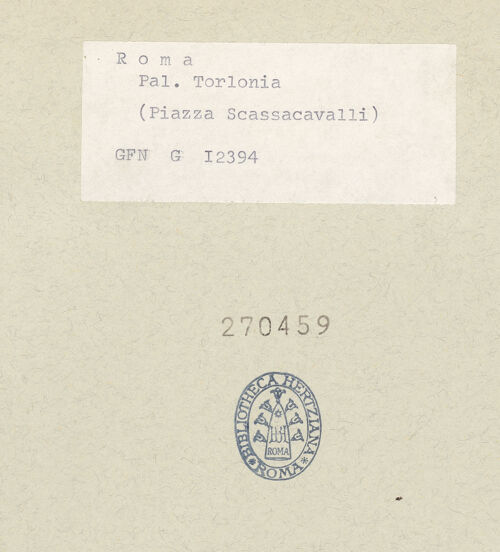 Roma
Pal. Torlonia
(Piazza Scassacavalli)
GFN G I2394
270459
BIBLIOTHECA HERTZIANA
ROMA
* ROMA *